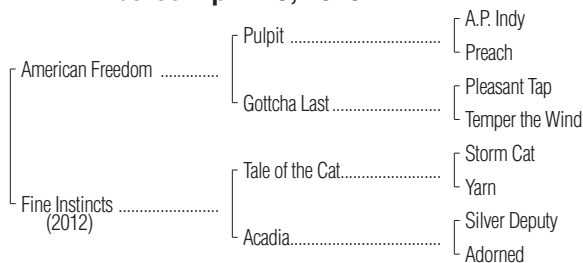 Pulpit
A.P. Indy
Preach
American Freedom
Gottcha Last
Pleasant Tap
Temper the Wind
Tale of the Cat
Storm Cat
Yarn
Fine Instincts
(2012)
Acadia
Silver Deputy
Adorned